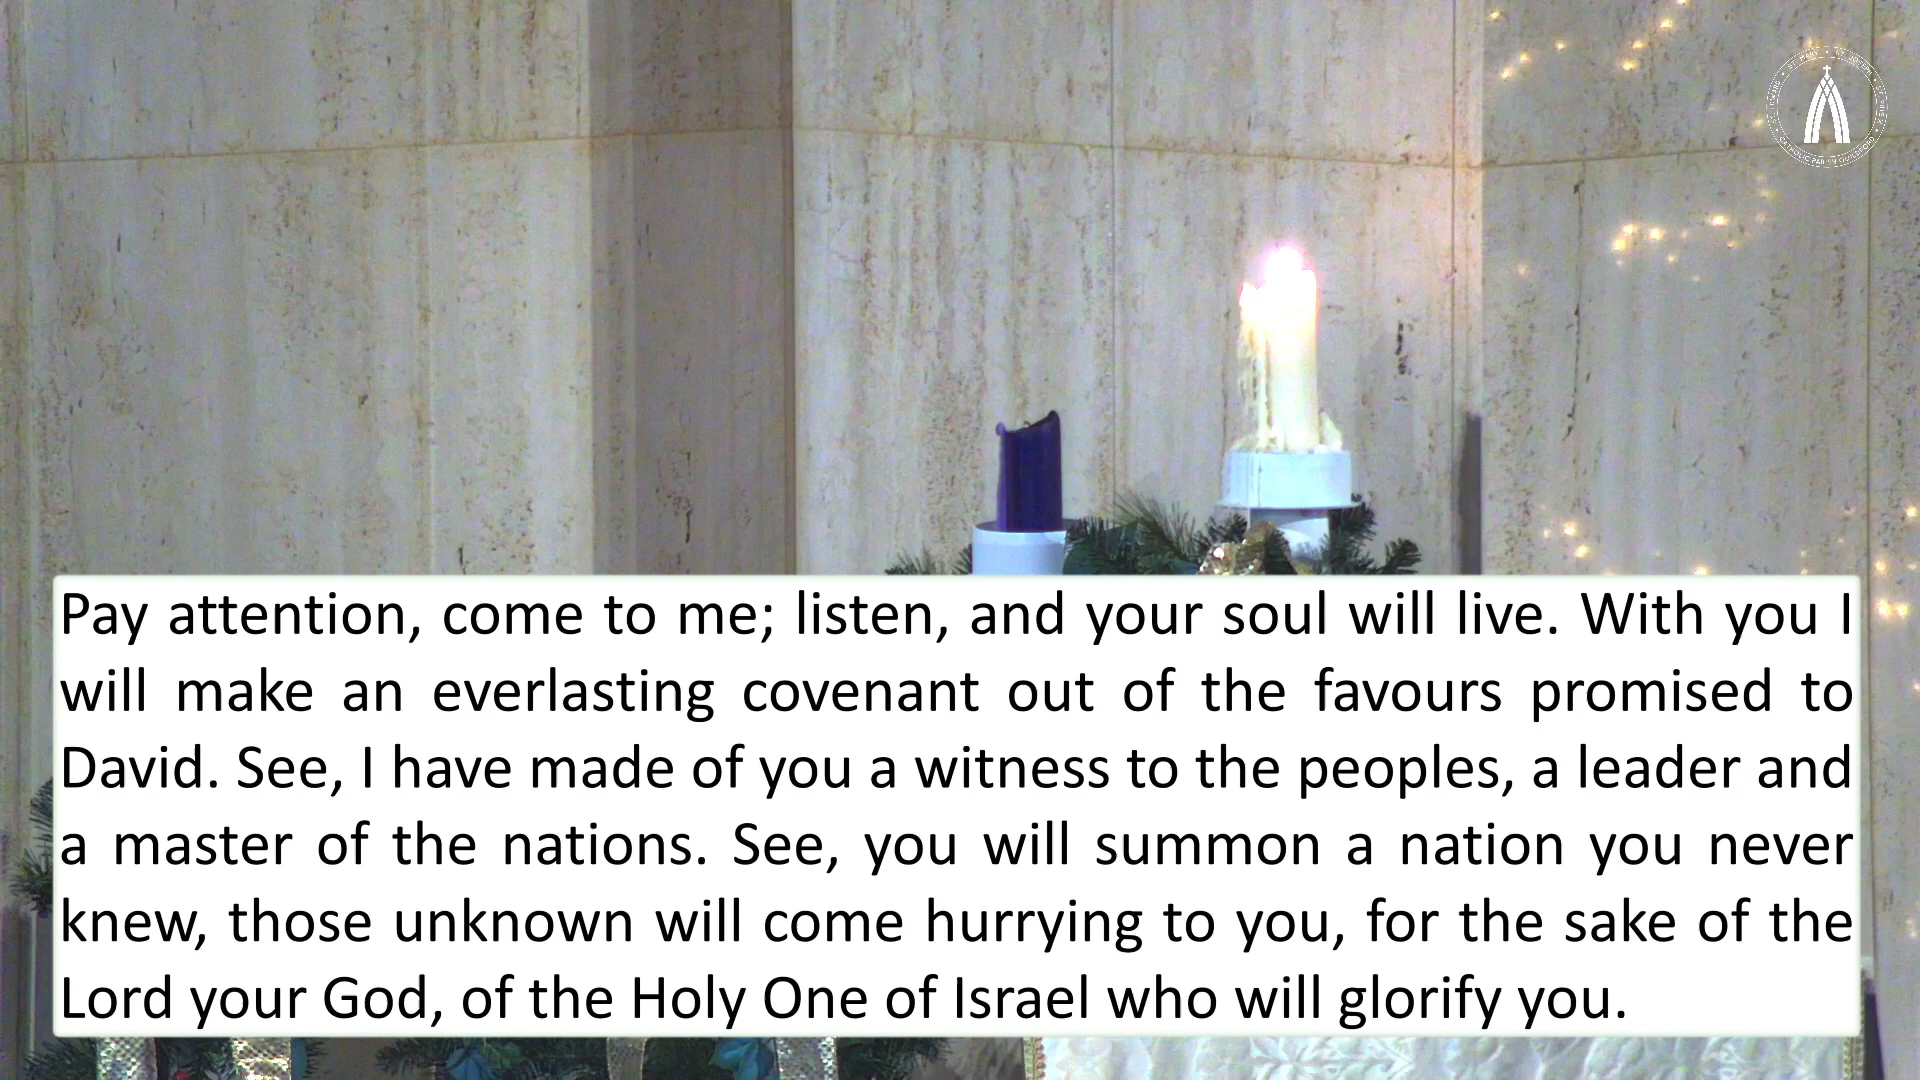 Pay attention, come to me; listen, and your soul will live. With you I
will make an everlasting covenant out of the favours promised to
David. See, I have made of you a witness to the peoples, a leader and
a master of the nations. See, you will summon a nation you never
knew, those unknown will come hurrying to you, for the sake of the
Lord your God, of the Holy One of Israel who will glorify you.
CATHOLIC PARISH GUILDFORD